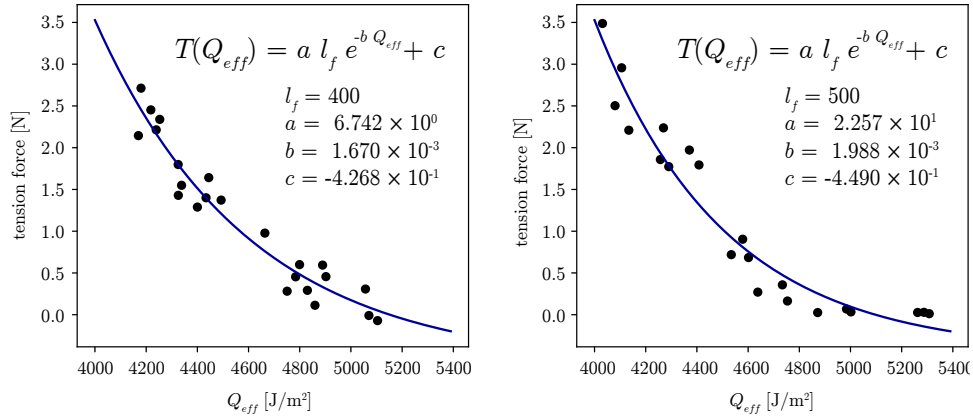 3.5
3.0
2.5
2.0
1.5
1.0
0.5
0.0
tension force [N]
T(Q_eff) = a l_f e^{-b Q_eff} + c
l_f = 400
a = 6.742 × 10⁰
b = 1.670 × 10⁻³
c = -4.268 × 10⁻¹
4000 4200 4400 4600 4800 5000 5200 5400
Q_eff [J/m²]
3.5
3.0
2.5
2.0
1.5
1.0
0.5
0.0
tension force [N]
T(Q_eff) = a l_f e^{-b Q_eff} + c
l_f = 500
a = 2.257 × 10¹
b = 1.988 × 10⁻³
c = -4.490 × 10⁻¹
4000 4200 4400 4600 4800 5000 5200 5400
Q_eff [J/m²]